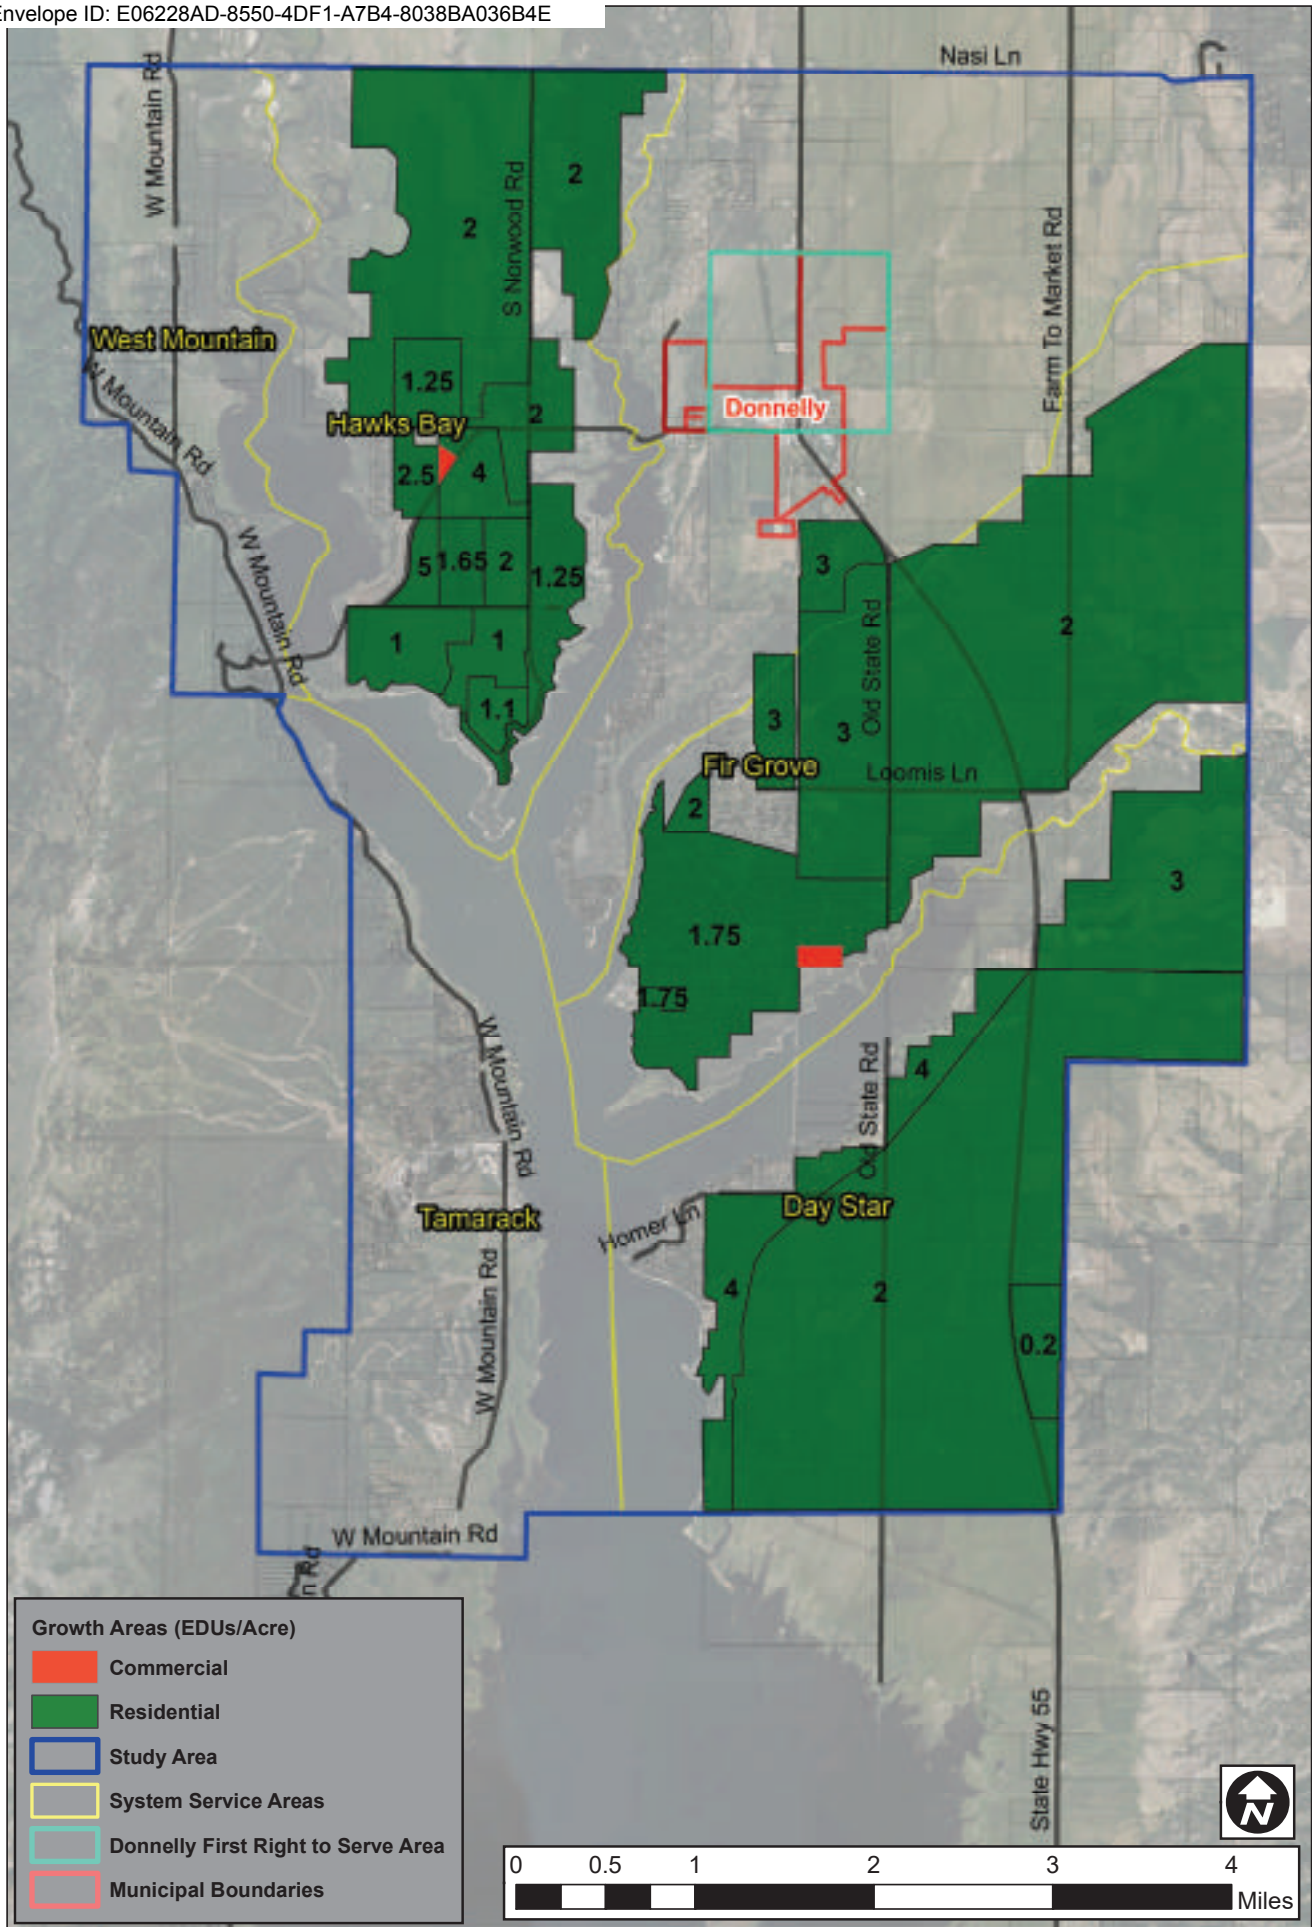 Envelope ID: E06228AD-8550-4DF1-A7B4-8038BA036B4E
Nasi Ln
W Mountain Rd
S Norwood Rd
2
2
Farm To Market Rd
West Mountain
W Mountain Rd
1.25
Hawks Bay
2
Donnelly
2.5
4
W Mountain Rd
5
1.65
2
1.25
3
Old State Rd
2
1
1
1.1
3
3
Fir Grove
Loomis Ln
2
3
1.75
1.75
W Mountain Rd
Old State Rd
4
Tamarack
Homer Ln
Day Star
W Mountain Rd
4
2
0.2
W Mountain Rd
n Rd
State Hwy 55
Growth Areas (EDUs/Acre)
Commercial
Residential
Study Area
System Service Areas
Donnelly First Right to Serve Area
Municipal Boundaries
N
0 0.5 1 2 3 4
Miles